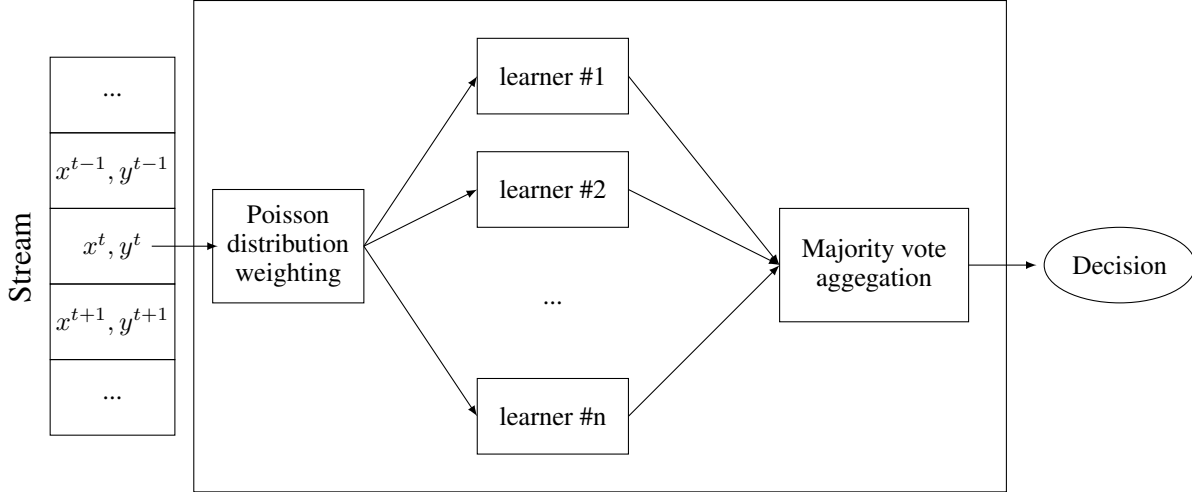 Stream
...
x^{t-1}, y^{t-1}
x^t, y^t
x^{t+1}, y^{t+1}
...
Poisson
distribution
weighting
learner #1
learner #2
...
learner #n
Majority vote
aggegation
Decision